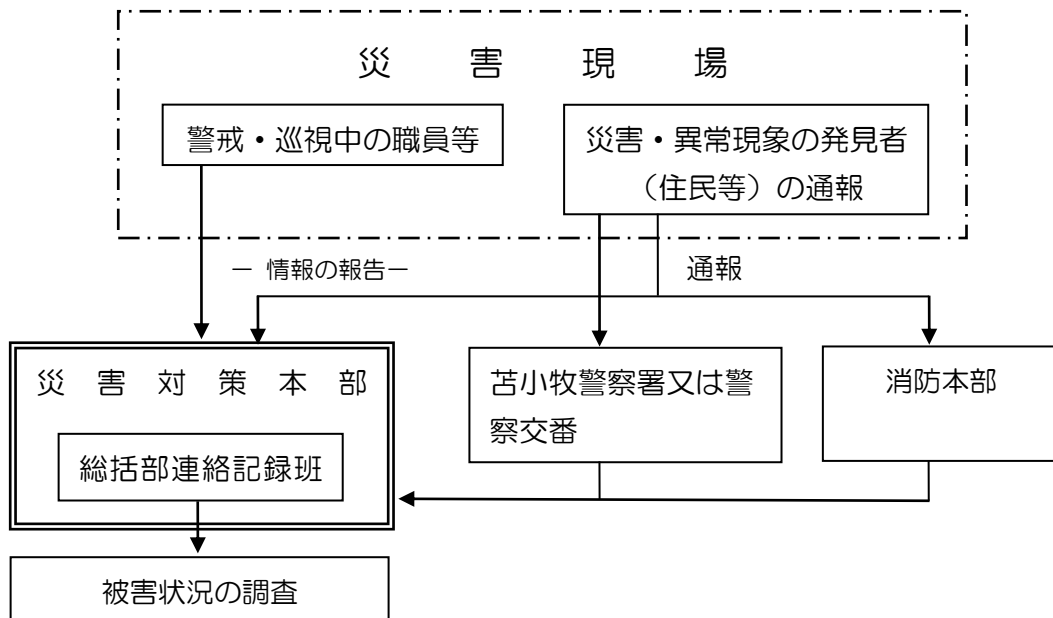 災害現場
警戒・巡視中の職員等
災害・異常現象の発見者
（住民等）の通報
－ 情報の報告－
通報
災害対策本部
総括部連絡記録班
苫小牧警察署又は警
察交番
消防本部
被害状況の調査